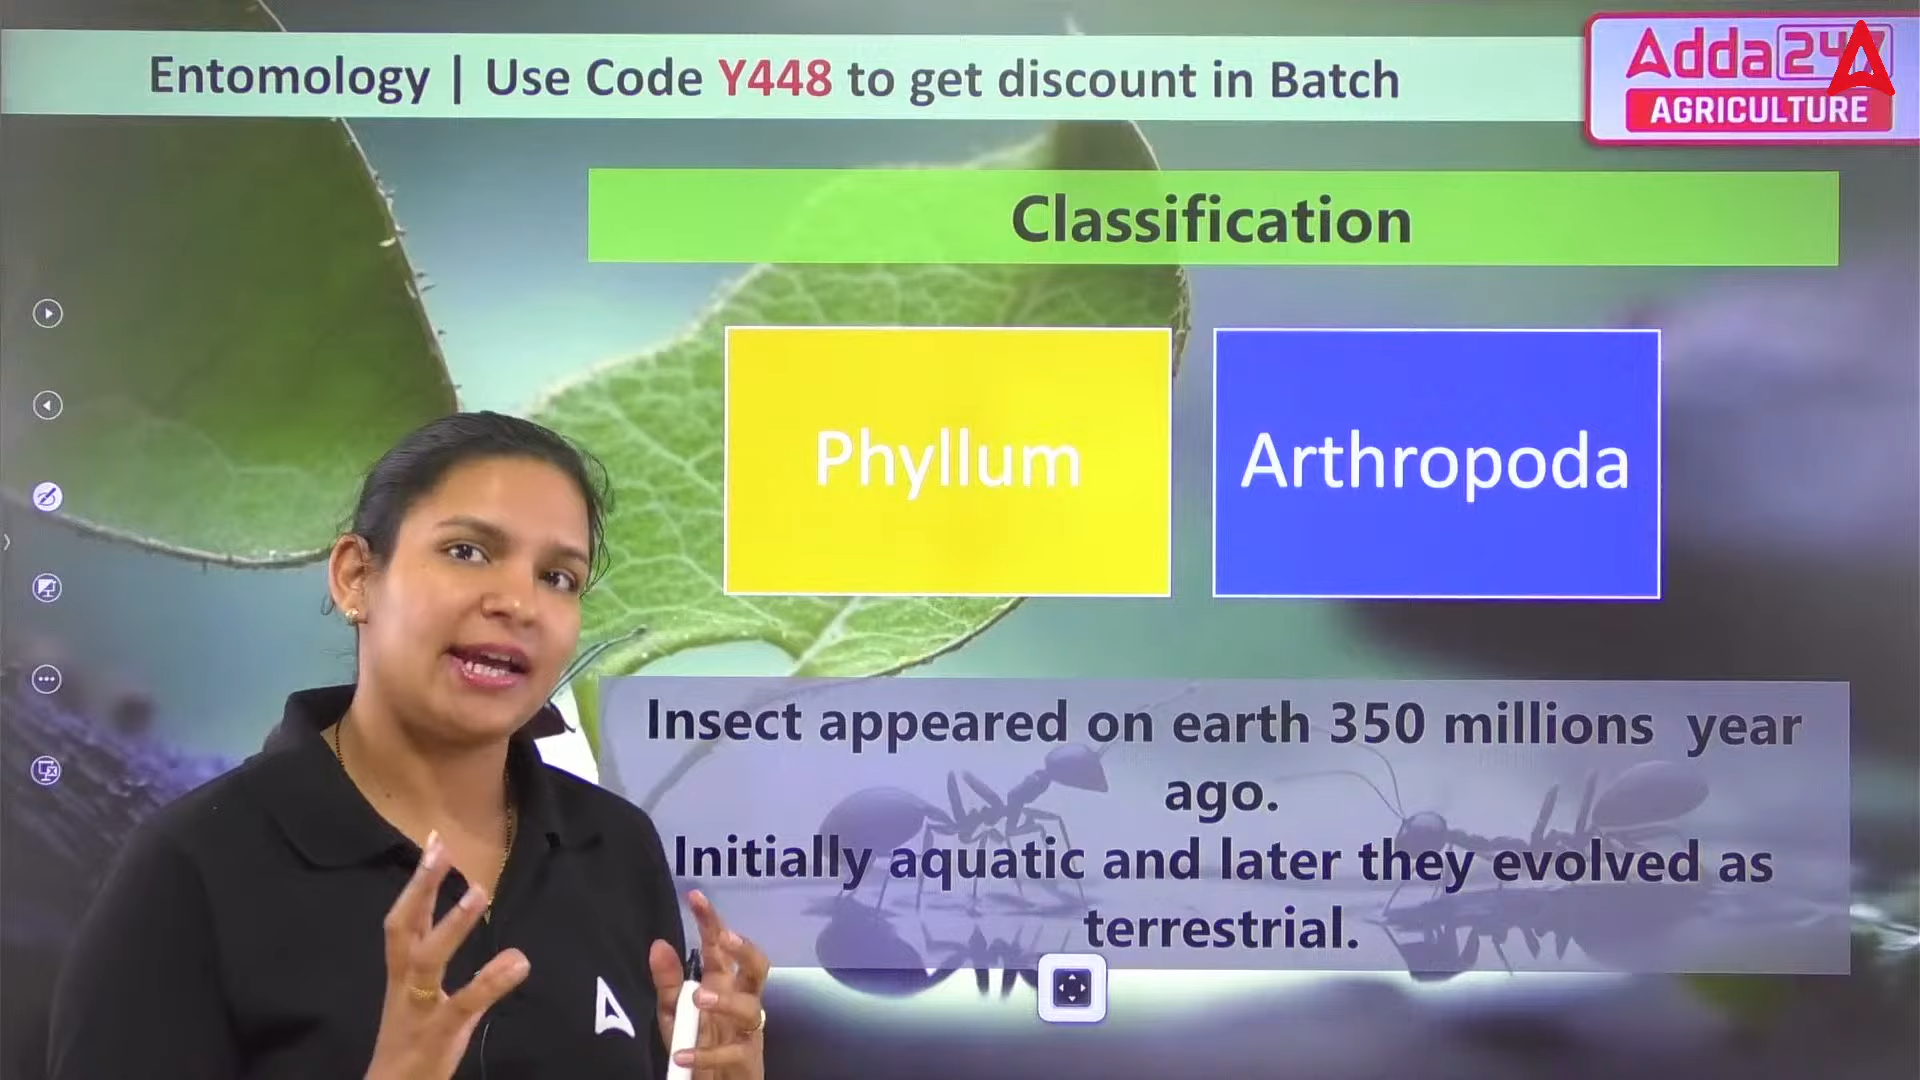 Entomology | Use Code Y448 to get discount in Batch
Adda247
AGRICULTURE
Classification
Phyllum
Arthropoda
Insect appeared on earth 350 millions year
ago.
Initially aquatic and later they evolved as
terrestrial.